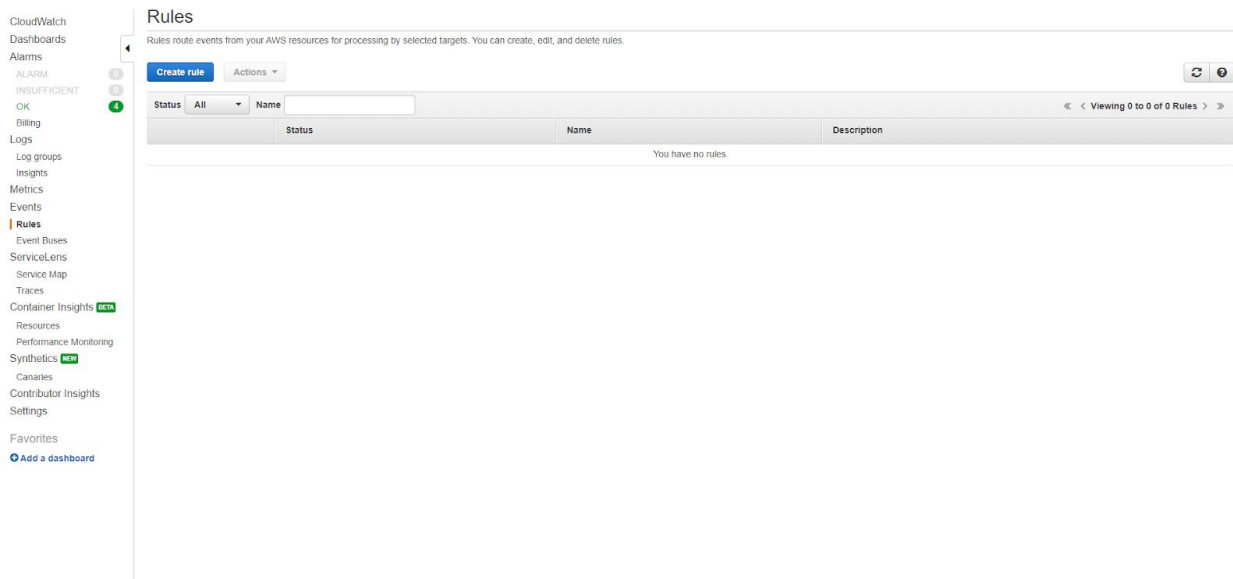 CloudWatch
Dashboards
Alarms
ALARM 0
INSUFFICIENT 0
OK 4
Billing
Logs
Log groups
Insights
Metrics
Events
Rules
Event Buses
ServiceLens
Service Map
Traces
Container Insights BETA
Resources
Performance Monitoring
Synthetics NEW
Canaries
Contributor Insights
Settings
Favorites
Add a dashboard
Rules
Rules route events from your AWS resources for processing by selected targets. You can create, edit, and delete rules.
Create rule Actions
Status All Name
Viewing 0 to 0 of 0 Rules
Status Name Description
You have no rules.